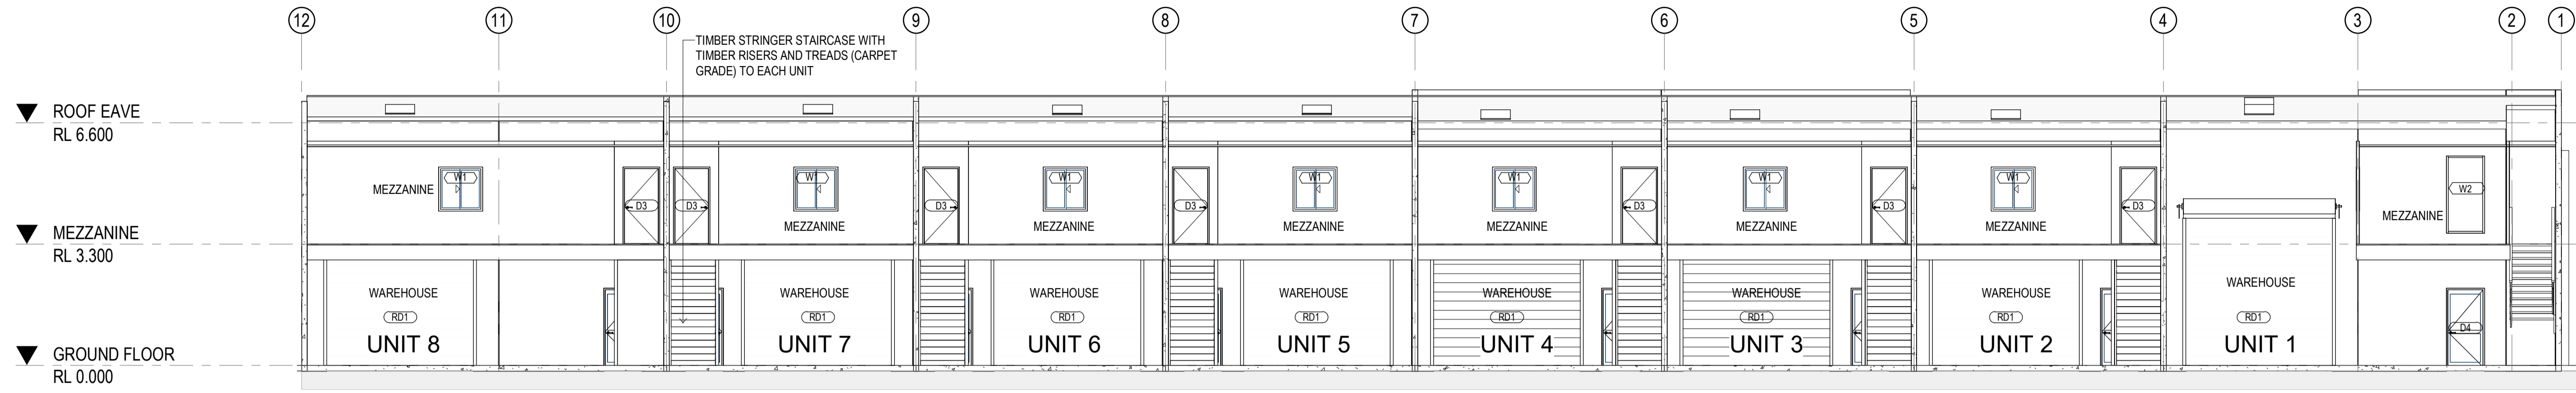 12 11 10 9 8 7 6 5 4 3 2 1
TIMBER STRINGER STAIRCASE WITH
TIMBER RISERS AND TREADS (CARPET
GRADE) TO EACH UNIT
ROOF EAVE
RL 6.600
W1 W1 W1 W1 W1 W1 W1
MEZZANINE
W2
D3 D3 D3 D3 D3 D3 D3
MEZZANINE
MEZZANINE MEZZANINE MEZZANINE MEZZANINE MEZZANINE MEZZANINE
MEZZANINE
RL 3.300
WAREHOUSE
WAREHOUSE WAREHOUSE WAREHOUSE WAREHOUSE WAREHOUSE WAREHOUSE WAREHOUSE
RD1 RD1 RD1 RD1 RD1 RD1 RD1 RD1
D4
UNIT 8 UNIT 7 UNIT 6 UNIT 5 UNIT 4 UNIT 3 UNIT 2 UNIT 1
GROUND FLOOR
RL 0.000